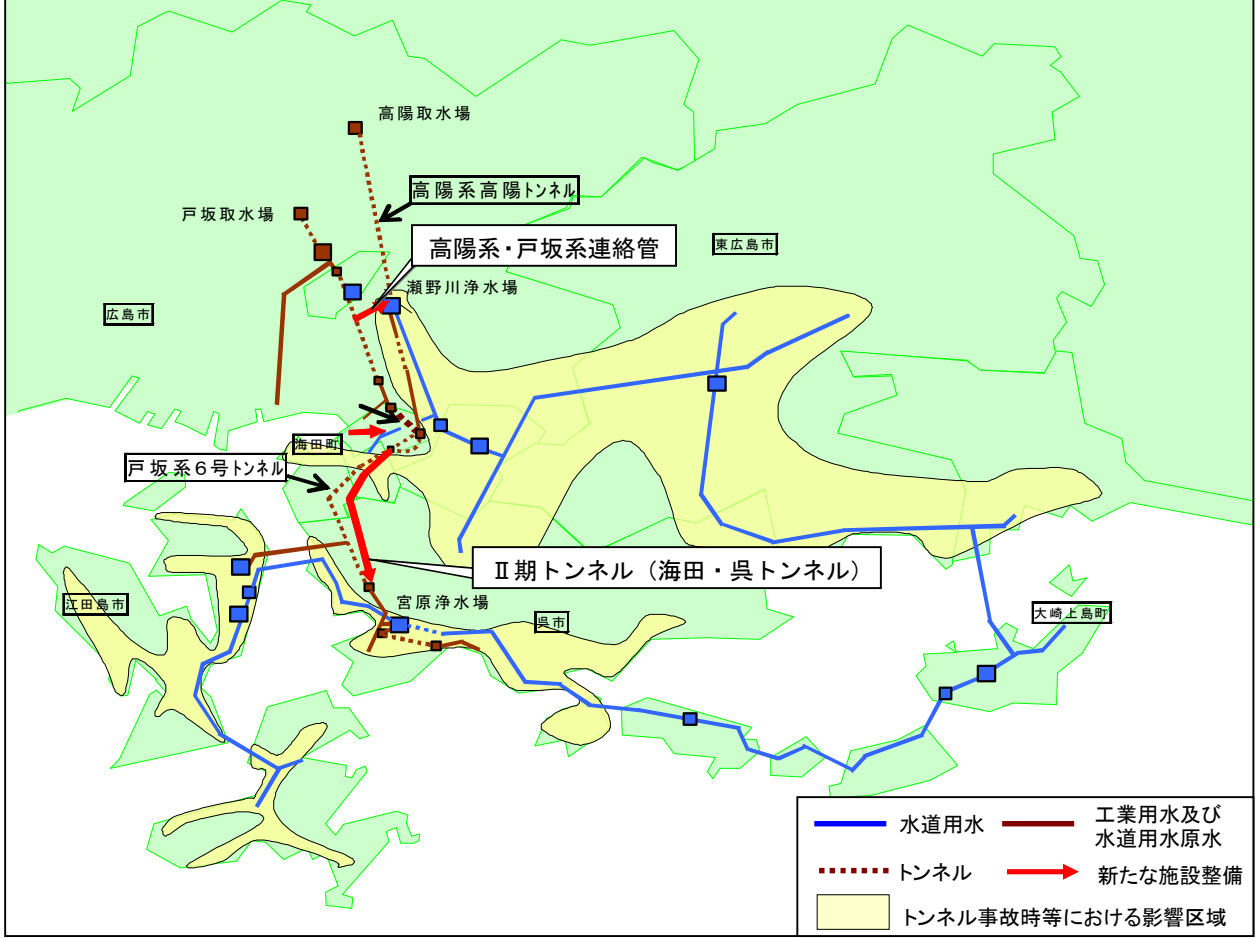 高陽取水場
高陽系高陽トンネル
戸坂取水場
高陽系・戸坂系連絡管
東広島市
瀬野川浄水場
広島市
海田町
戸坂系6号トンネル
Ⅱ期トンネル(海田・呉トンネル)
江田島市
宮原浄水場
呉市
大崎上島町
水道用水
工業用水及び
水道用水原水
トンネル
新たな施設整備
トンネル事故時等における影響区域